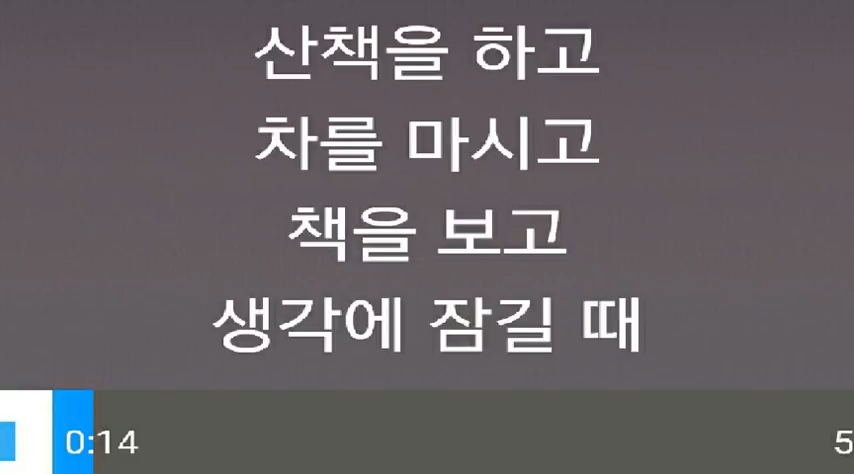 산책을 하고
차를 마시고
책을 보고
생각에 잠길 때
0:14
5